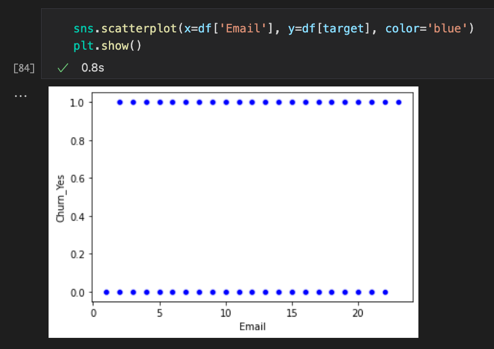 sns.scatterplot(x=df['Email'], y=df[target], color='blue')
plt.show()
[84]
✓ 0.8s
...
1.0
0.8
0.6
0.4
0.2
0.0
Churn_Yes
0 5 10 15 20
Email